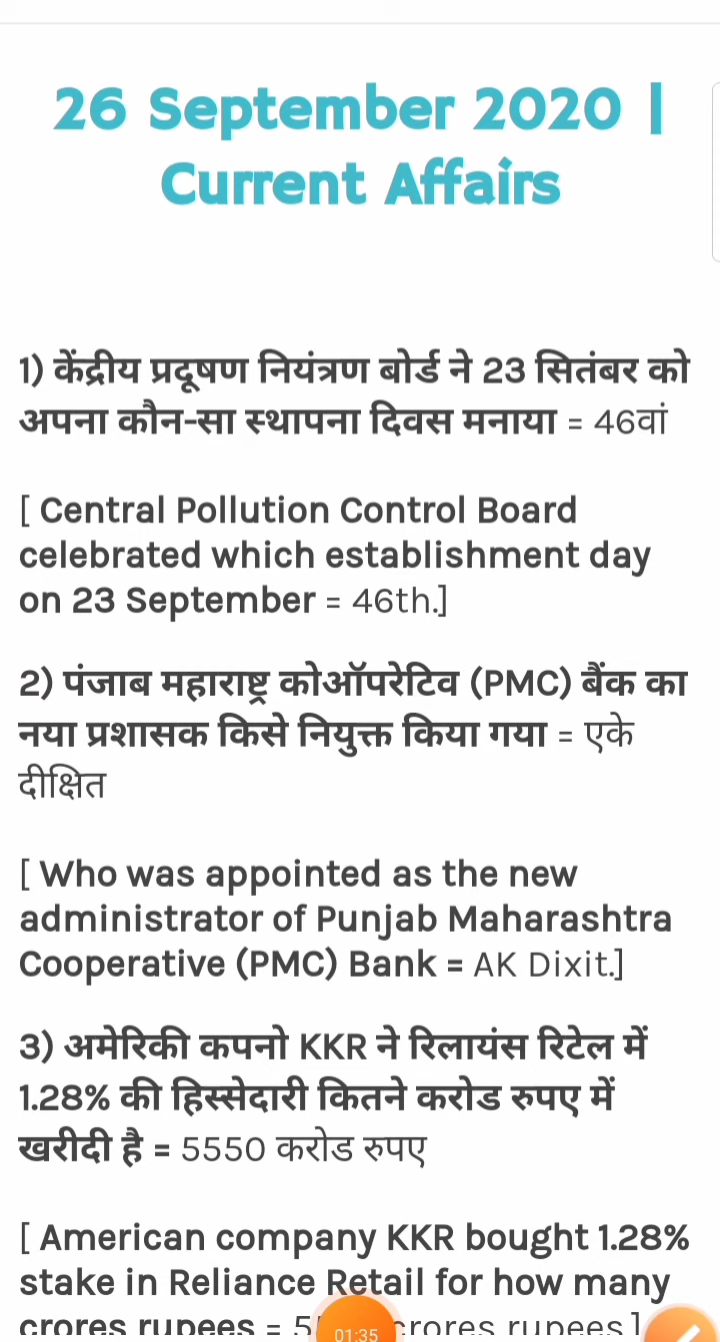 26 September 2020 |
Current Affairs
1) केंद्रीय प्रदूषण नियंत्रण बोर्ड ने 23 सितंबर को
अपना कौन-सा स्थापना दिवस मनाया = 46वां
[ Central Pollution Control Board
celebrated which establishment day
on 23 September = 46th.]
2) पंजाब महाराष्ट्र कोऑपरेटिव (PMC) बैंक का
नया प्रशासक किसे नियुक्त किया गया = एके
दीक्षित
[ Who was appointed as the new
administrator of Punjab Maharashtra
Cooperative (PMC) Bank = AK Dixit.]
3) अमेरिकी कपनो KKR ने रिलायंस रिटेल में
1.28% की हिस्सेदारी कितने करोड रुपए में
खरीदी है = 5550 करोड रुपए
[ American company KKR bought 1.28%
stake in Reliance Retail for how many
crores rupees = crores rupees.]
01:35